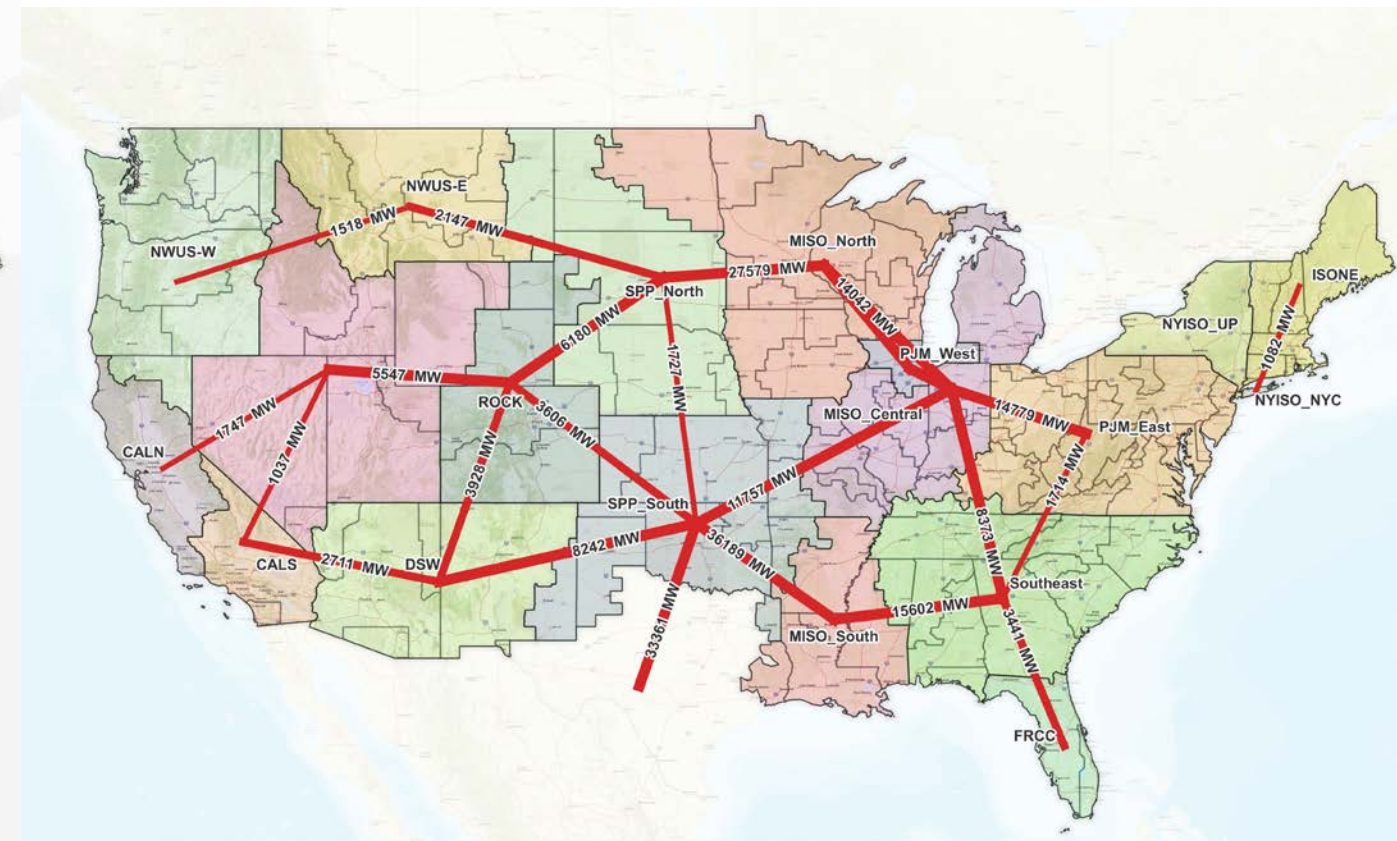 NWUS-E
1518 MW
2147 MW
NWUS-W
MISO_North
27579 MW
SPP_North
14042 MW
ISONE
NYISO_UP
1082 MW
6180 MW
1727 MW
PJM_West
5547 MW
ROCK
3606 MW
NYISO_NYC
1747 MW
MISO_Central
14779 MW
PJM_East
CALN
1037 MW
3928 MW
11757 MW
1714 MW
SPP_South
8373 MW
36189 MW
8242 MW
CALS
2711 MW
DSW
Southeast
15602 MW
3441 MW
MISO_South
33361 MW
FRCC